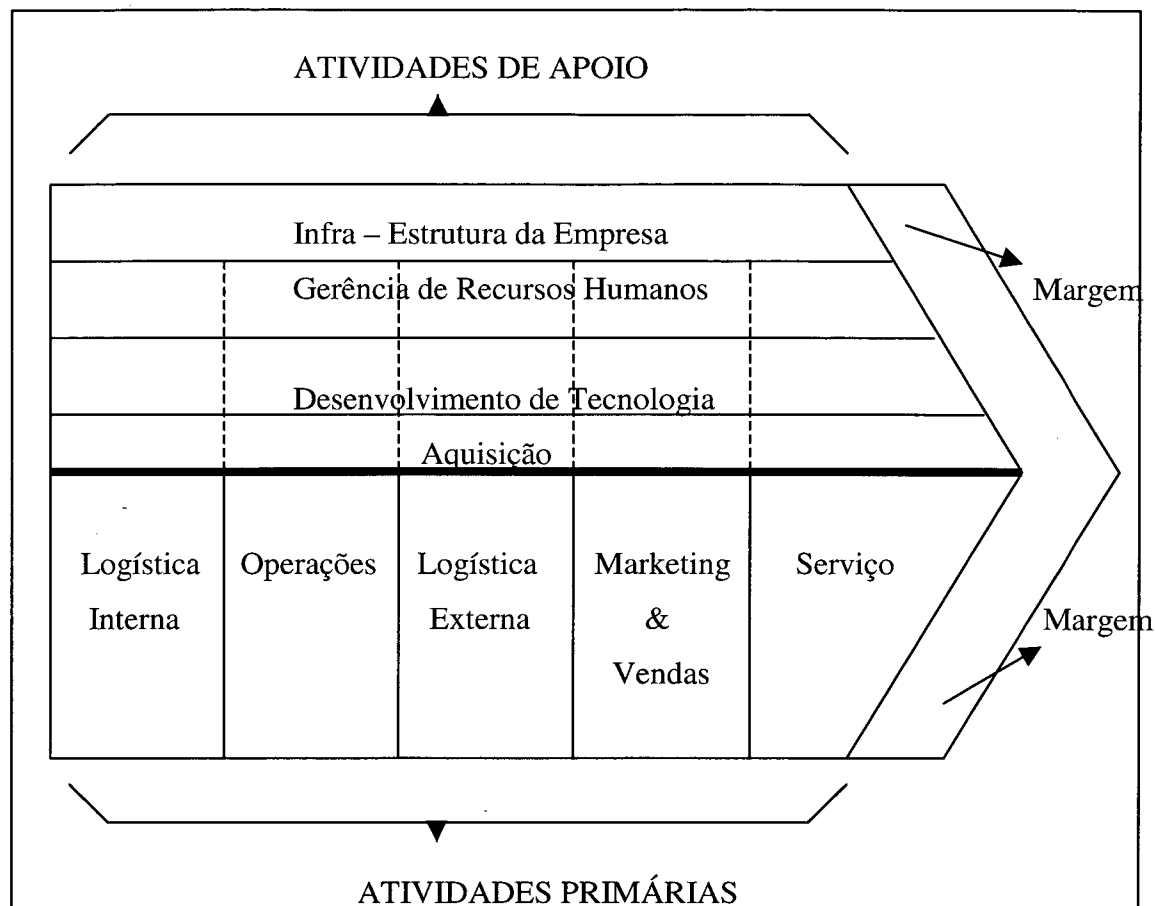 ATIVIDADES DE APOIO
Infra – Estrutura da Empresa
Gerência de Recursos Humanos
Margem
Desenvolvimento de Tecnologia
Aquisição
Logística
Interna
Operações
Logística
Externa
Marketing
&
Vendas
Serviço
Margem
ATIVIDADES PRIMÁRIAS